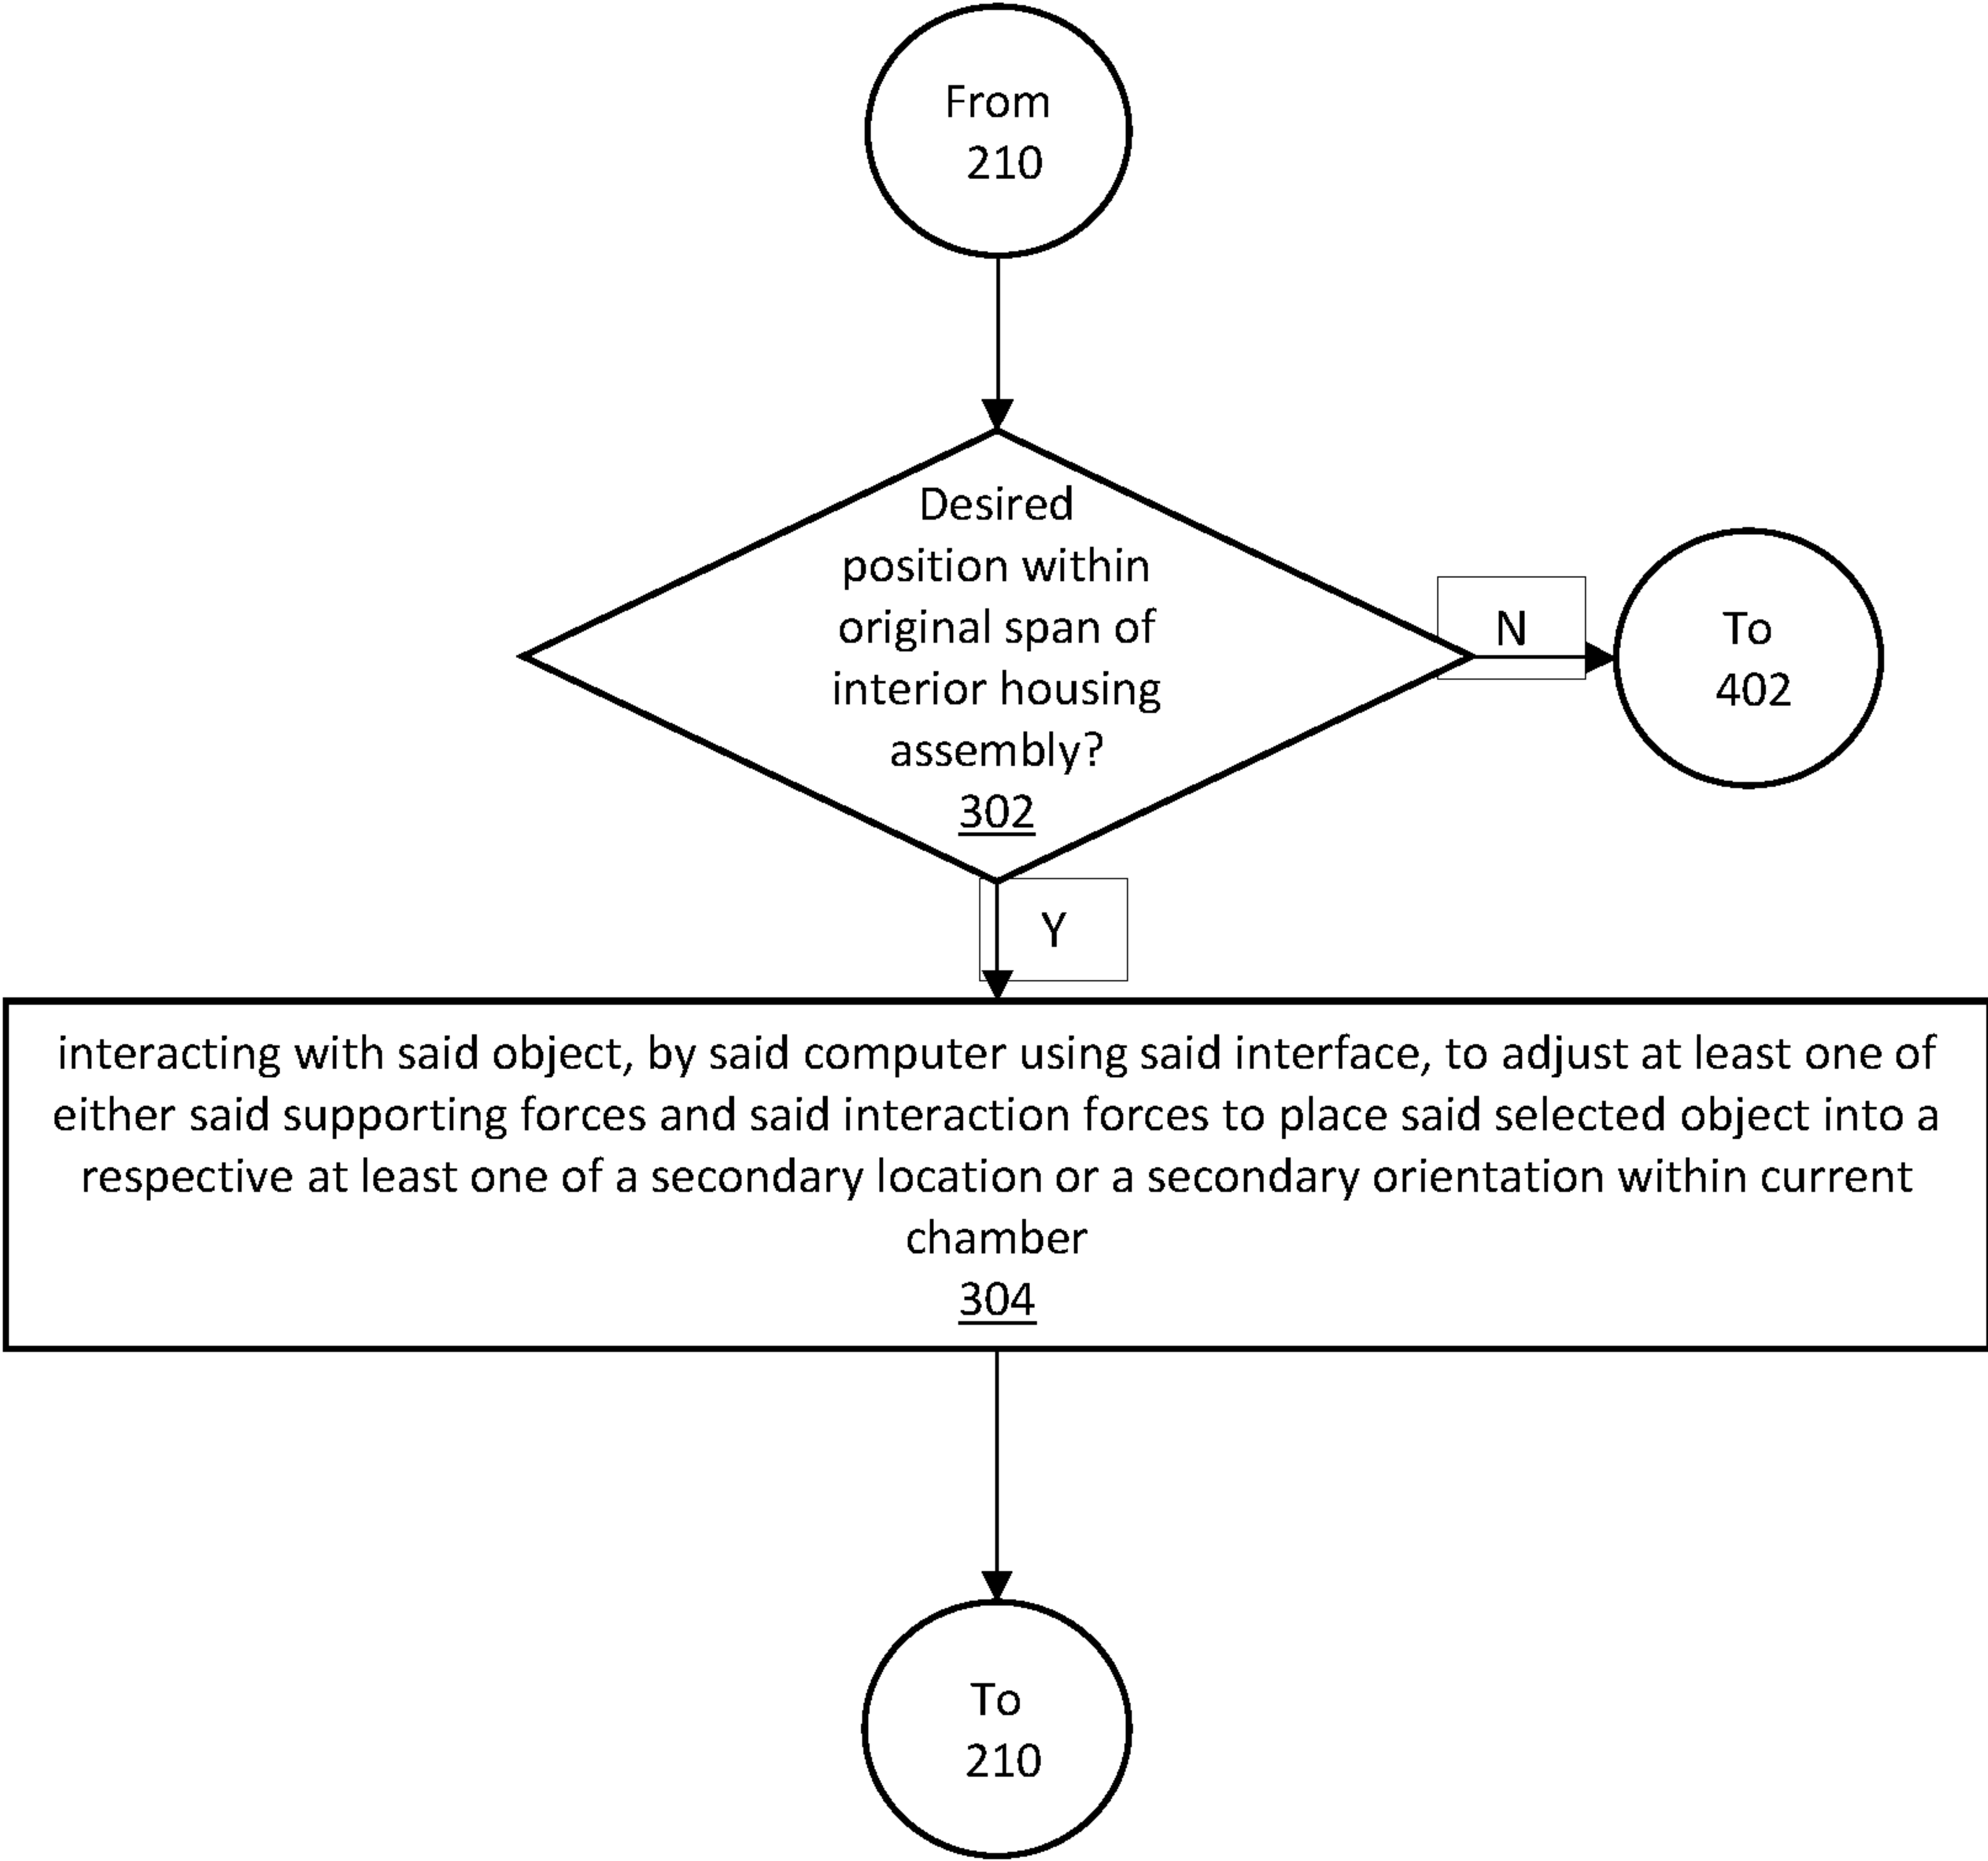 From
210
Desired
position within
original span of
interior housing
assembly?
302
N
To
402
Y
interacting with said object, by said computer using said interface, to adjust at least one of
either said supporting forces and said interaction forces to place said selected object into a
respective at least one of a secondary location or a secondary orientation within current
chamber
304
To
210